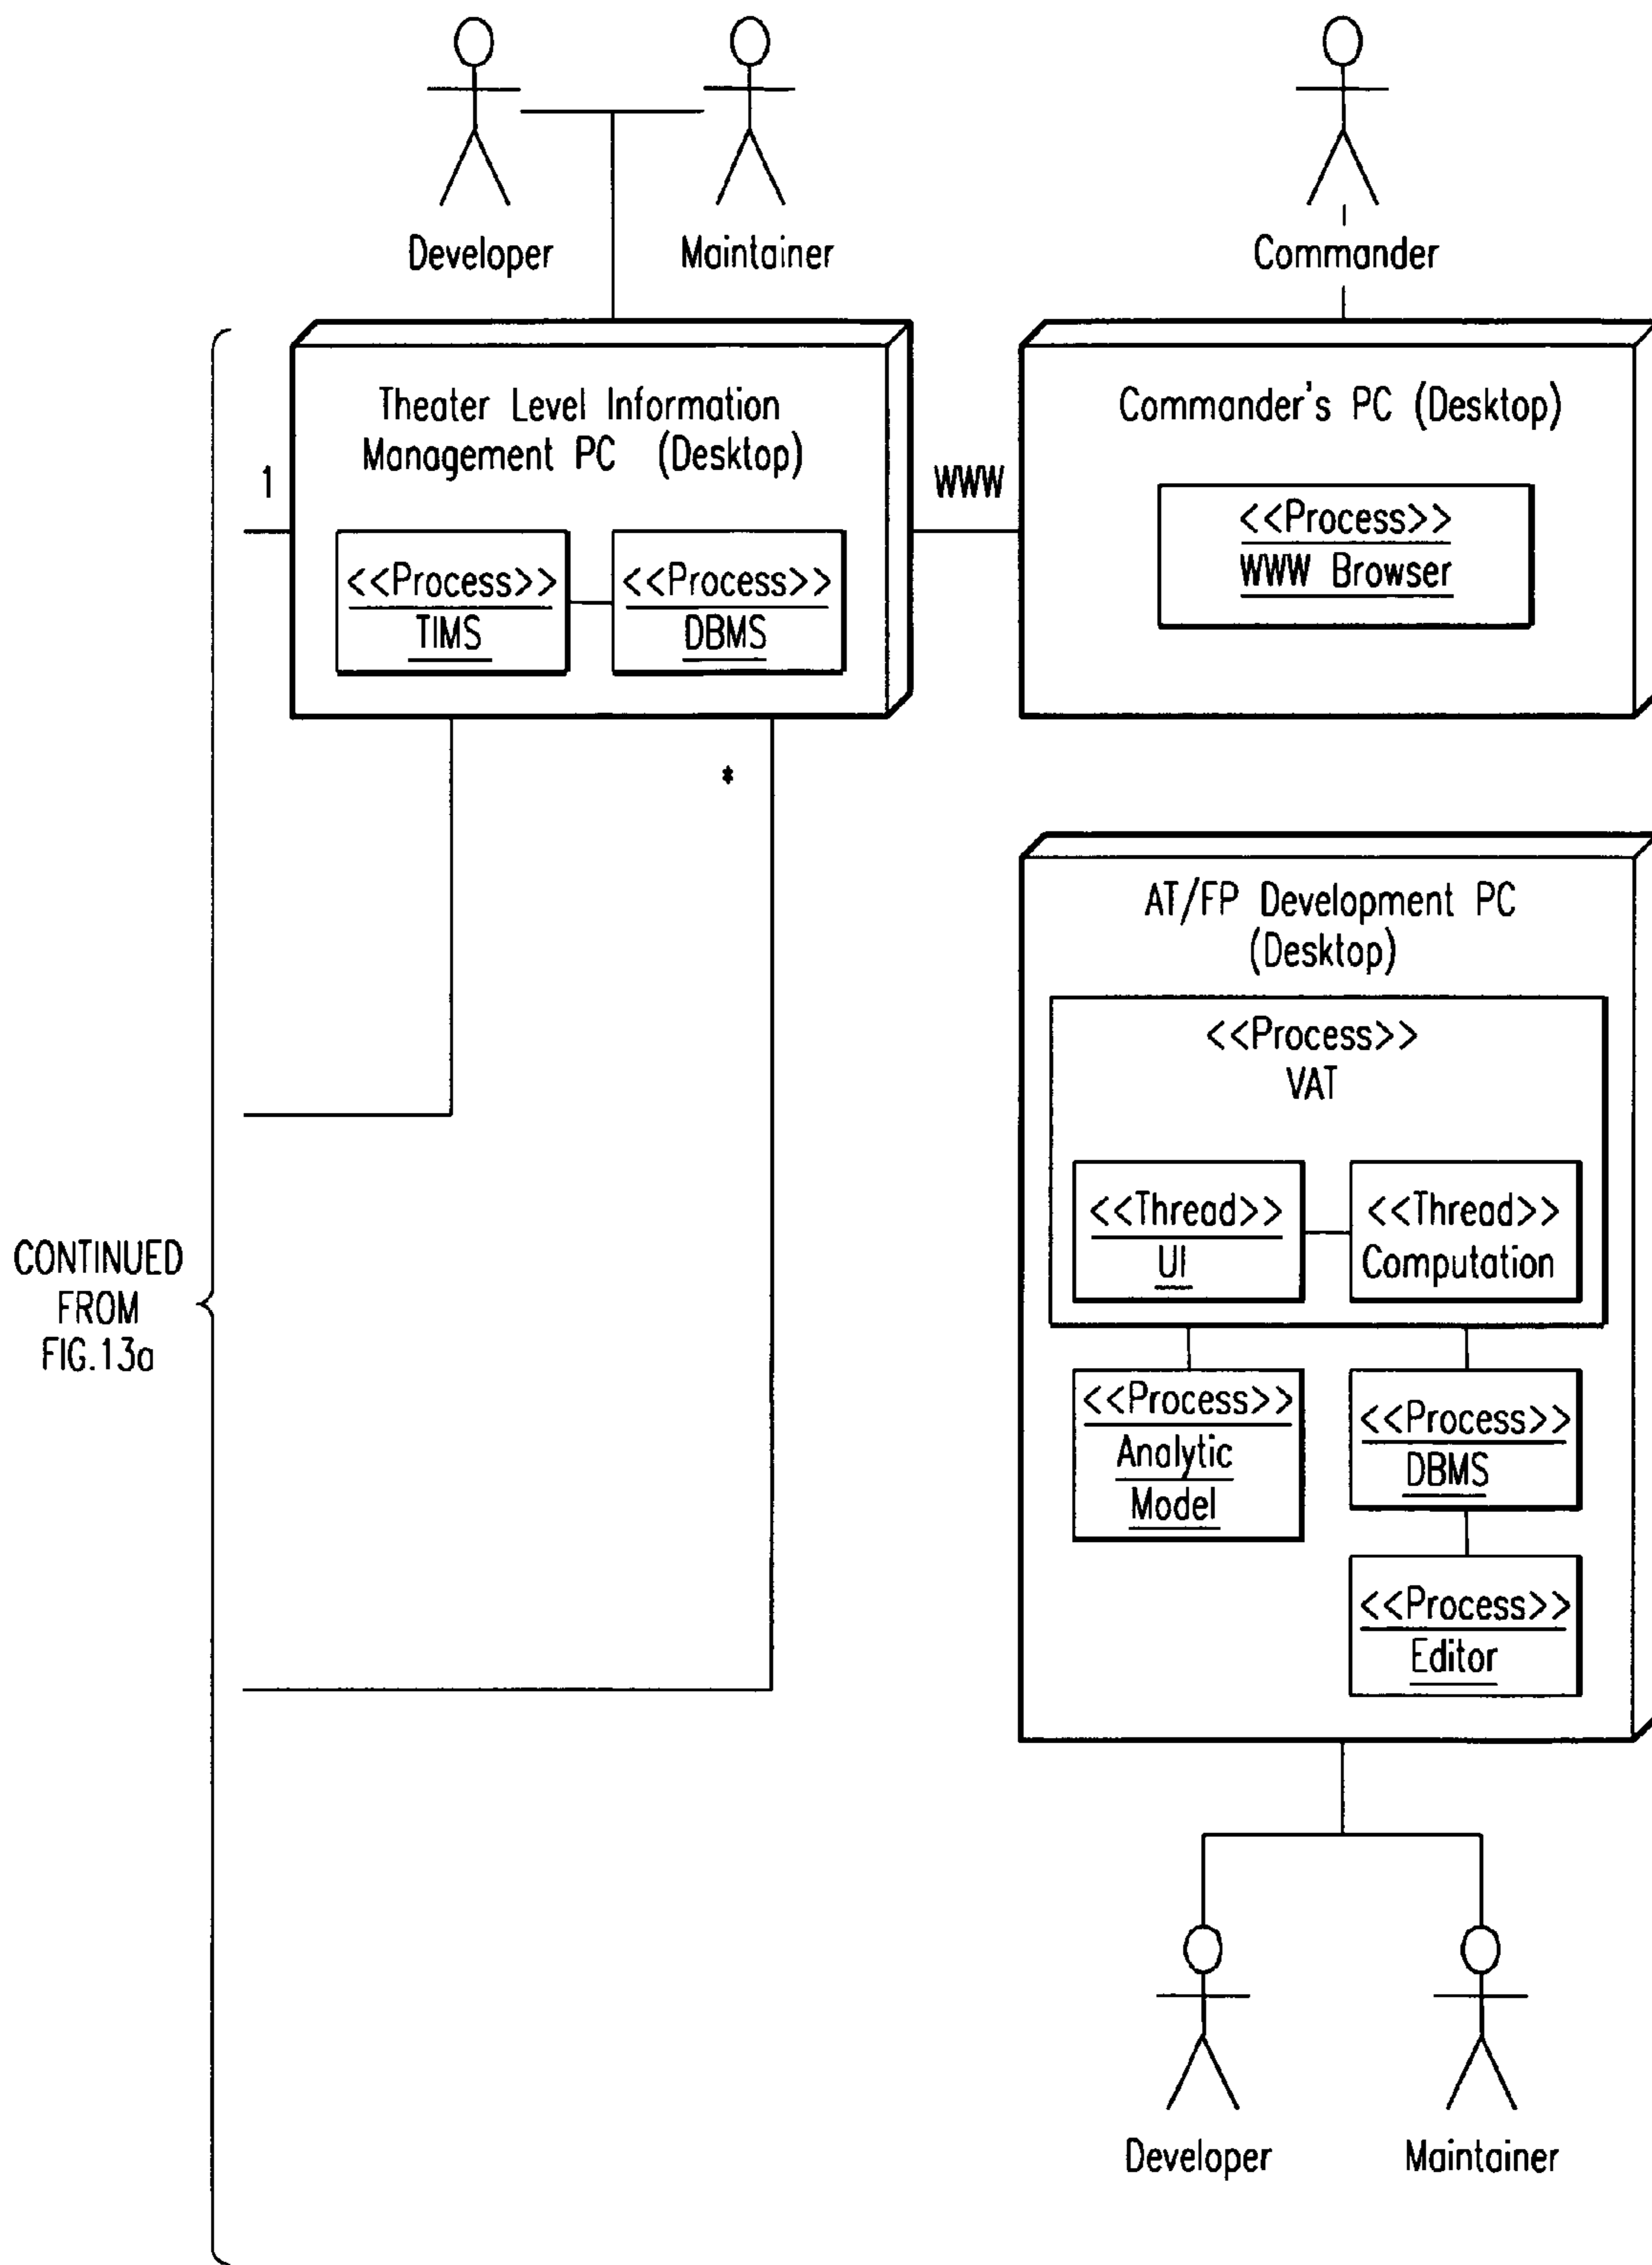 Developer
Maintainer
Commander
Theater Level Information
Management PC (Desktop)
1
<<Process>>
TIMS
<<Process>>
DBMS
WWW
Commander's PC (Desktop)
<<Process>>
WWW Browser
*
AT/FP Development PC
(Desktop)
<<Process>>
VAT
<<Thread>>
UI
<<Thread>>
Computation
CONTINUED
FROM
FIG.13a
<<Process>>
Analytic
Model
<<Process>>
DBMS
<<Process>>
Editor
Developer
Maintainer